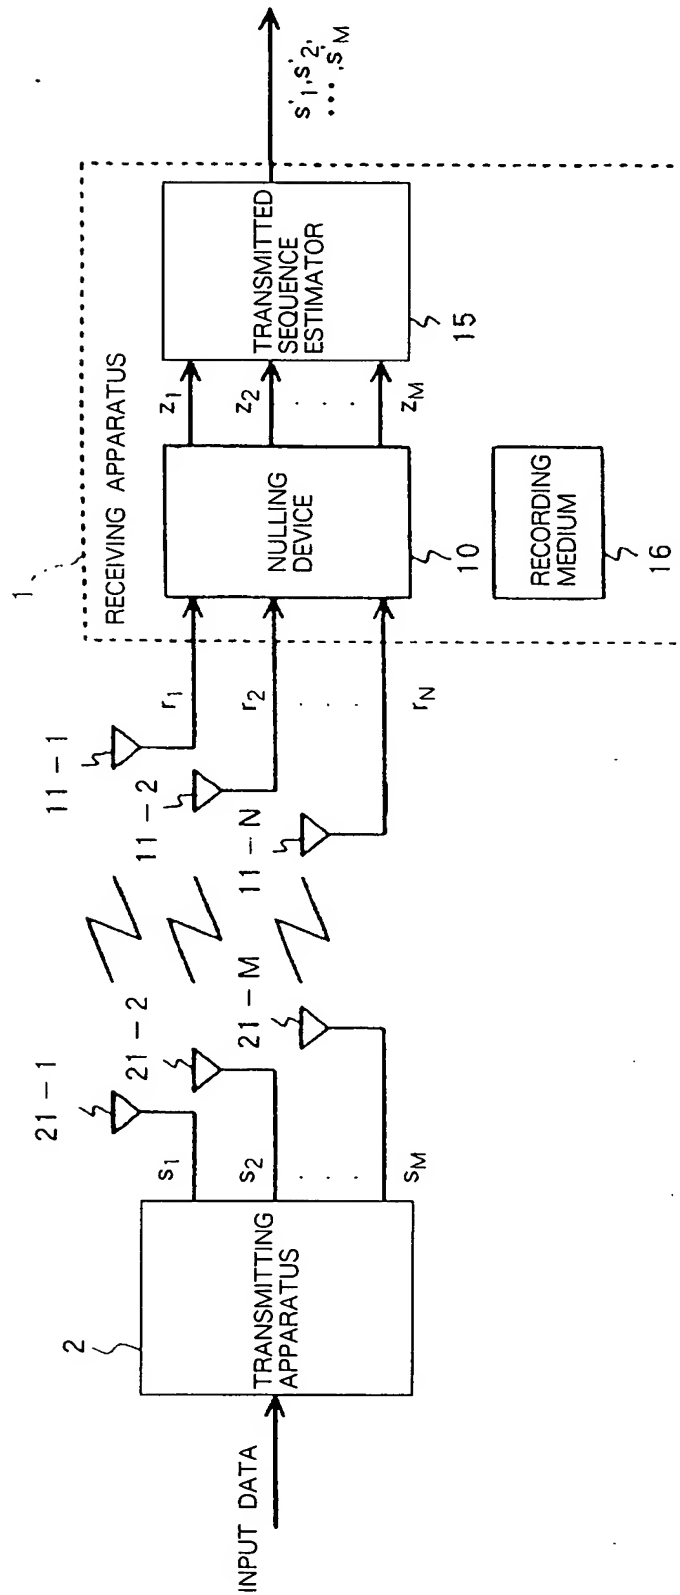 INPUT DATA
2
TRANSMITTING
APPARATUS
s1
s2
. . . .
sM
21-1
21-2
21-M
11-1
11-2
11-N
r1
r2
. . . .
rN
1
RECEIVING APPARATUS
NULLING
DEVICE
10
z1
z2
. . . .
zM
TRANSMITTED
SEQUENCE
ESTIMATOR
15
RECORDING
MEDIUM
16
s'1,s'2,
•••,s'M